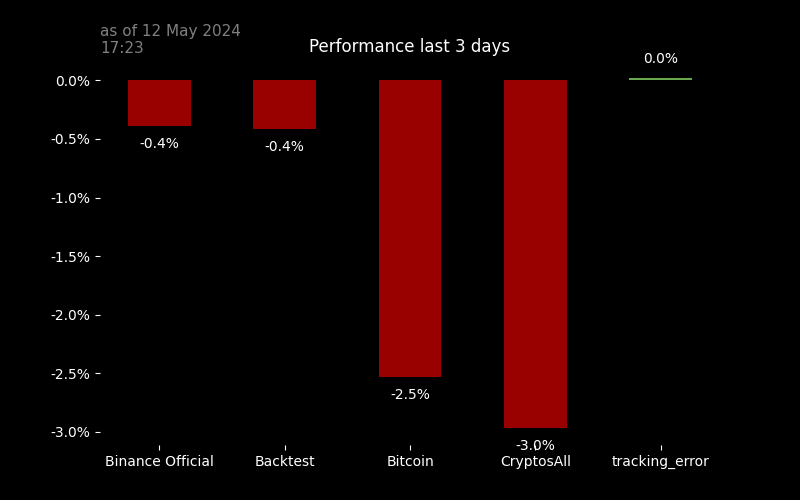 as of 12 May 2024
17:23
Performance last 3 days
0.0%
0.0%
-0.5%
-0.4%
-0.4%
-1.0%
-1.5%
-2.0%
-2.5%
-2.5%
-3.0%
-3.0%
Binance Official
Backtest
Bitcoin
CryptosAll
tracking_error